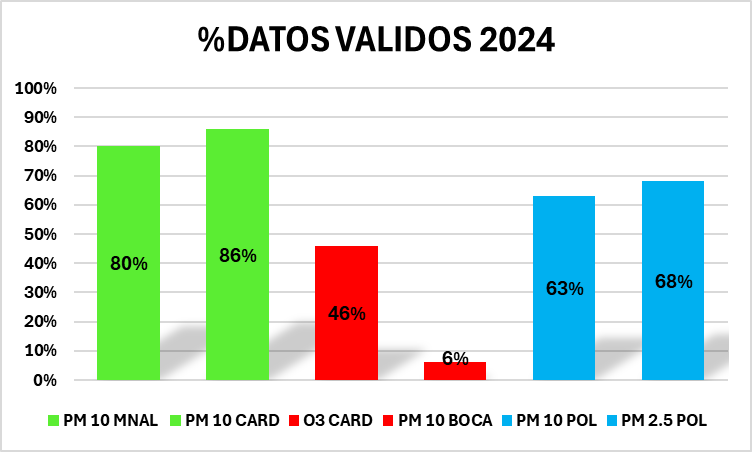 %DATOS VALIDOS 2024
100%
90%
80%
70%
60%
50%
40%
30%
20%
10%
0%
80%
86%
46%
6%
63%
68%
PM 10 MNAL
PM 10 CARD
O3 CARD
PM 10 BOCA
PM 10 POL
PM 2.5 POL